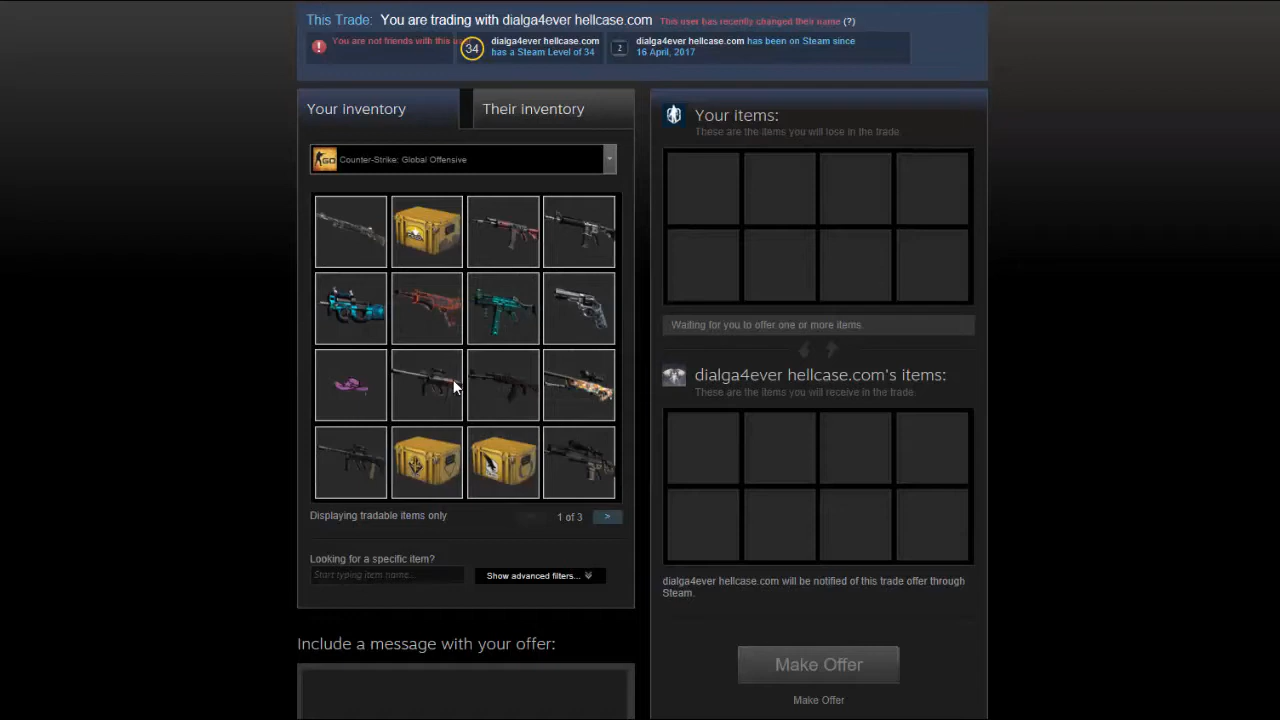 This Trade: You are trading with dialga4ever hellcase.com This user has recently changed their name (?)
You are not friends with this
34
dialga4ever hellcase.com
has a Steam Level of 34
2
dialga4ever hellcase.com has been on Steam since
16 April, 2017
Your inventory
Their inventory
GO
Counter-Strike: Global Offensive
Displaying tradable items only
1 of 3
>
Looking for a specific item?
Start typing item name...
Show advanced filters...
Include a message with your offer:
Your items:
These are the items you will lose in the trade.
Waiting for you to offer one or more items.
dialga4ever hellcase.com's items:
These are the items you will receive in the trade.
dialga4ever hellcase.com will be notified of this trade offer through
Steam.
Make Offer
Make Offer